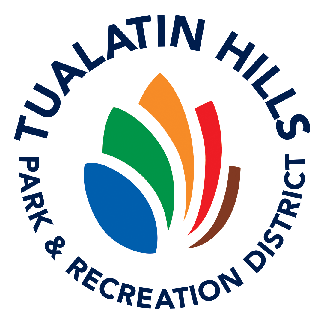 TUALATIN HILLS
PARK & RECREATION DISTRICT